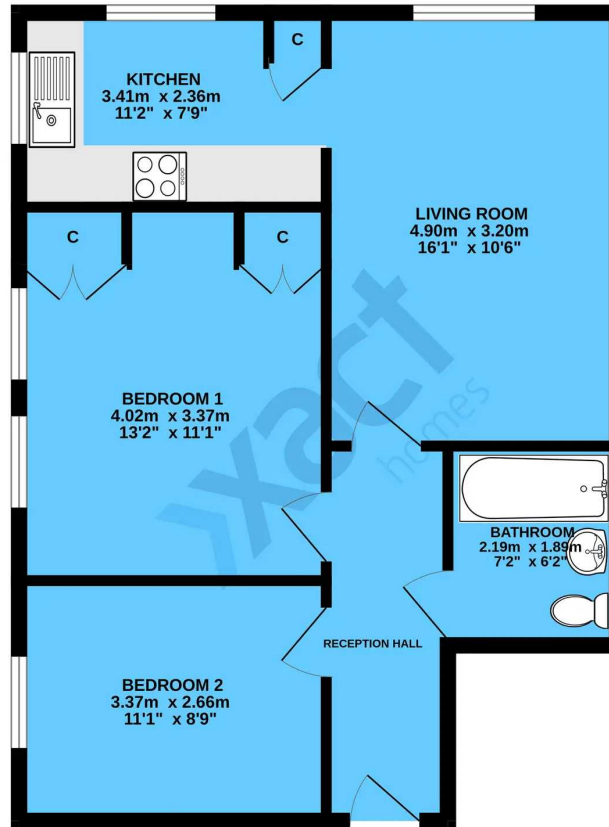 C
KITCHEN
3.41m x 2.36m
11'2" x 7'9"
LIVING ROOM
4.90m x 3.20m
16'1" x 10'6"
C
C
BEDROOM 1
4.02m x 3.37m
13'2" x 11'1"
xact
homes
BATHROOM
2.19m x 1.89m
7'2" x 6'2"
RECEPTION HALL
BEDROOM 2
3.37m x 2.66m
11'1" x 8'9"